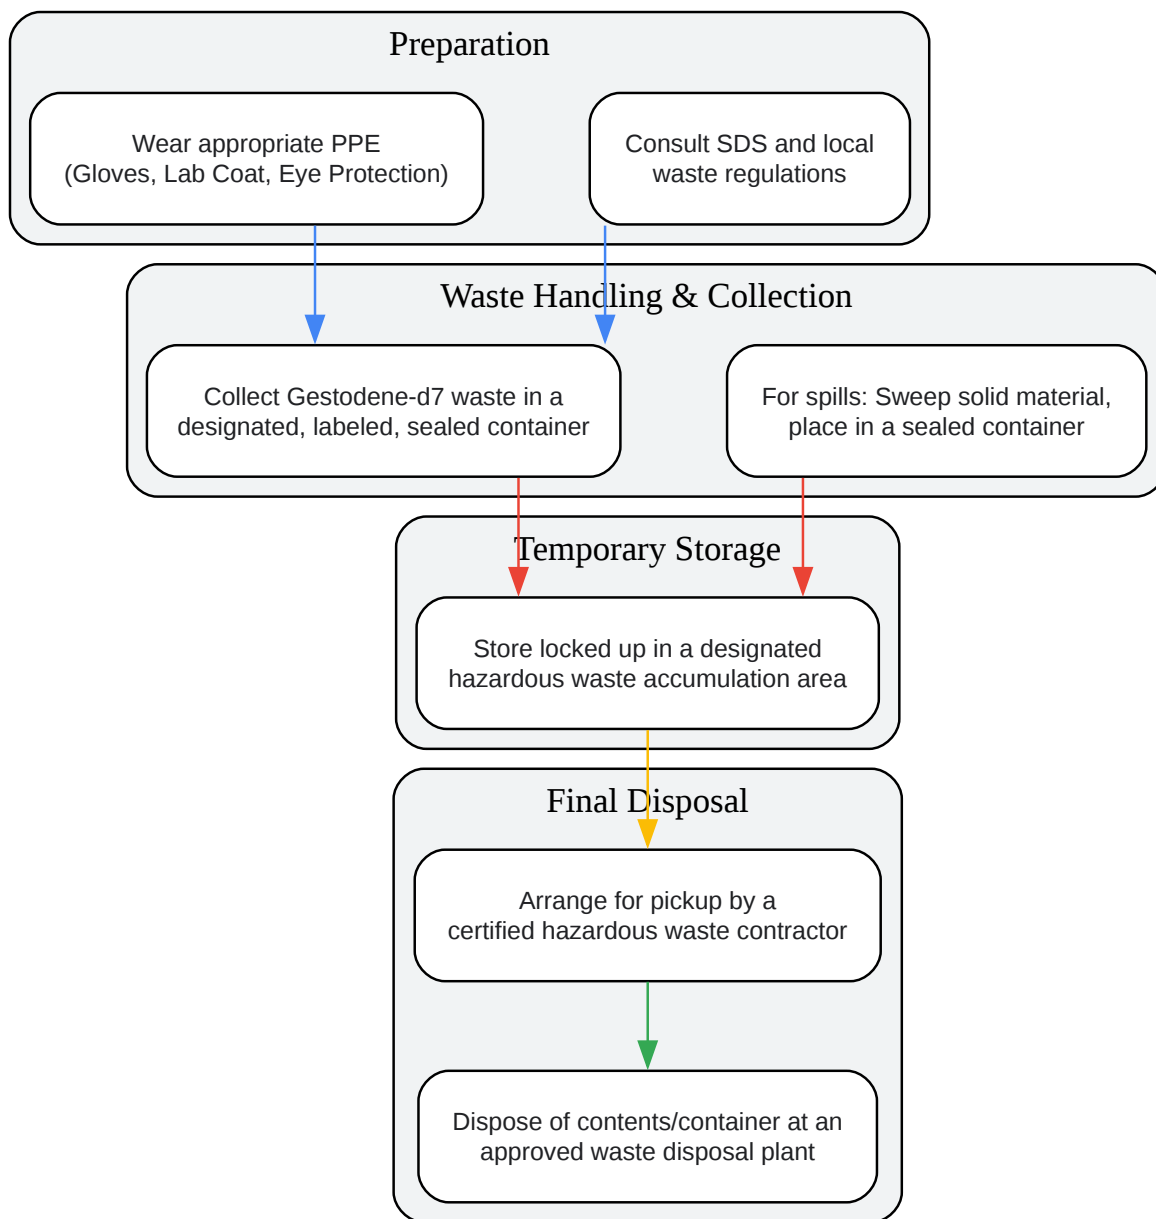 Preparation
Wear appropriate PPE
(Gloves, Lab Coat, Eye Protection)
Consult SDS and local
waste regulations
Waste Handling & Collection
Collect Gestodene-d7 waste in a
designated, labeled, sealed container
For spills: Sweep solid material,
place in a sealed container
Temporary Storage
Store locked up in a designated
hazardous waste accumulation area
Final Disposal
Arrange for pickup by a
certified hazardous waste contractor
Dispose of contents/container at an
approved waste disposal plant